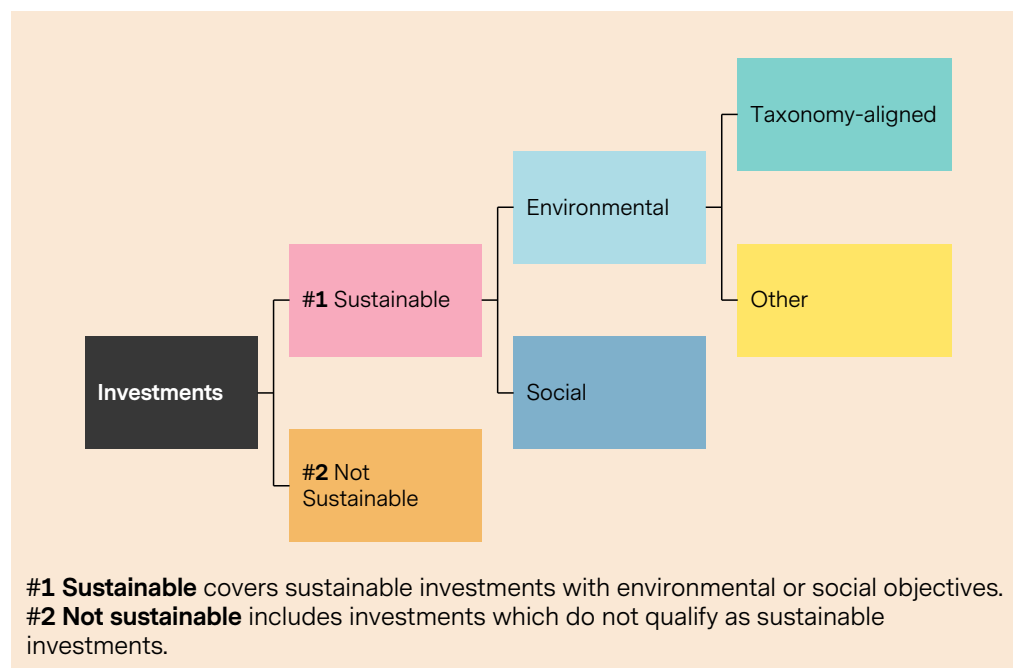 Taxonomy-aligned
Environmental
#1 Sustainable
Other
Investments
Social
#2 Not
Sustainable
#1 Sustainable covers sustainable investments with environmental or social objectives.
#2 Not sustainable includes investments which do not qualify as sustainable
investments.